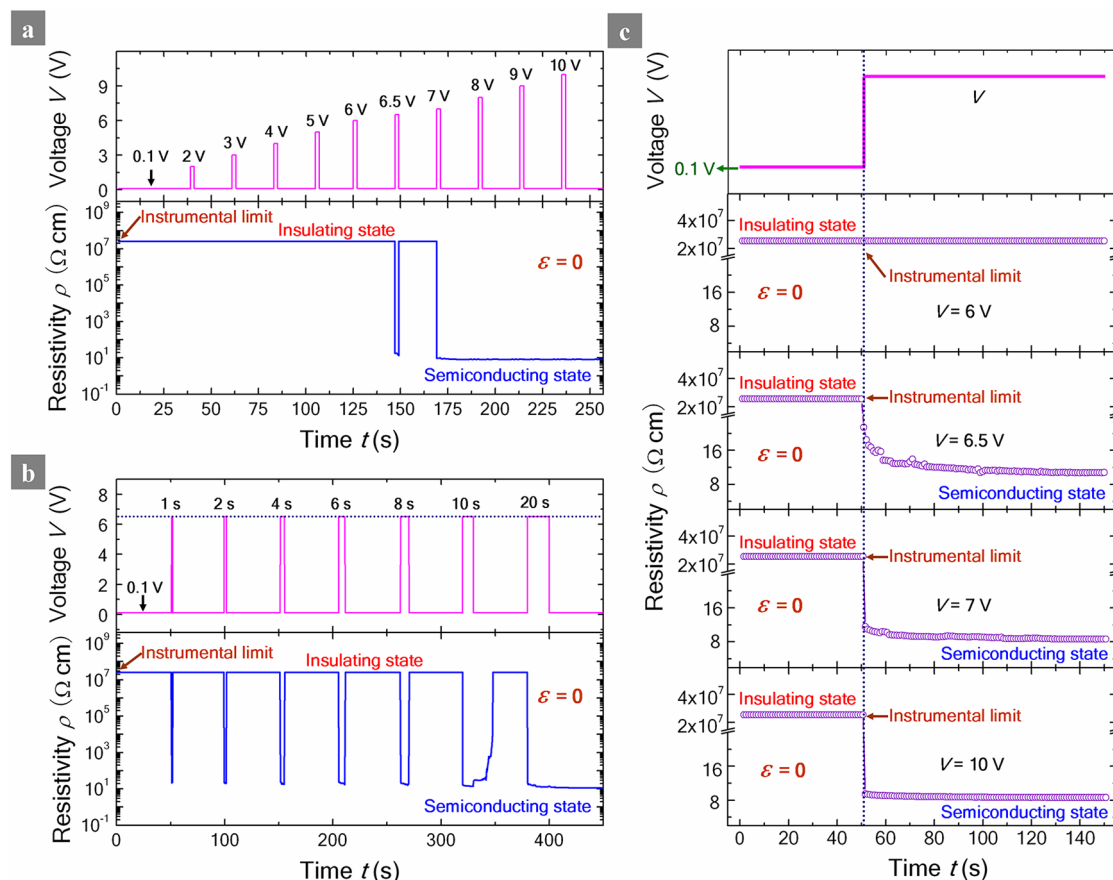 a
Voltage V (V)
9
6
3
0
0.1 V
2 V
3 V
4 V
5 V
6 V
6.5 V
7 V
8 V
9 V
10 V
Resistivity ρ (Ω cm)
10⁹
10⁷
10⁵
10³
10¹
10⁻¹
Instrumental limit
Insulating state
ε = 0
Semiconducting state
0 25 50 75 100 125 150 175 200 225 250
Time t (s)
b
Voltage V (V)
8
6
4
2
0
0.1 V
1 s 2 s 4 s 6 s 8 s 10 s 20 s
Resistivity ρ (Ω cm)
10⁹
10⁷
10⁵
10³
10¹
10⁻¹
Instrumental limit
Insulating state
ε = 0
Semiconducting state
0 100 200 300 400
Time t (s)
c
Voltage V (V)
0.1 V
V
Resistivity ρ (Ω cm)
4x10⁷
2x10⁷
16
8
Insulating state
Instrumental limit
ε = 0
V = 6 V
4x10⁷
2x10⁷
16
8
Insulating state
Instrumental limit
ε = 0
V = 6.5 V
Semiconducting state
4x10⁷
2x10⁷
16
8
Insulating state
Instrumental limit
ε = 0
V = 7 V
Semiconducting state
4x10⁷
2x10⁷
16
8
Insulating state
Instrumental limit
ε = 0
V = 10 V
Semiconducting state
0 20 40 60 80 100 120 140
Time t (s)